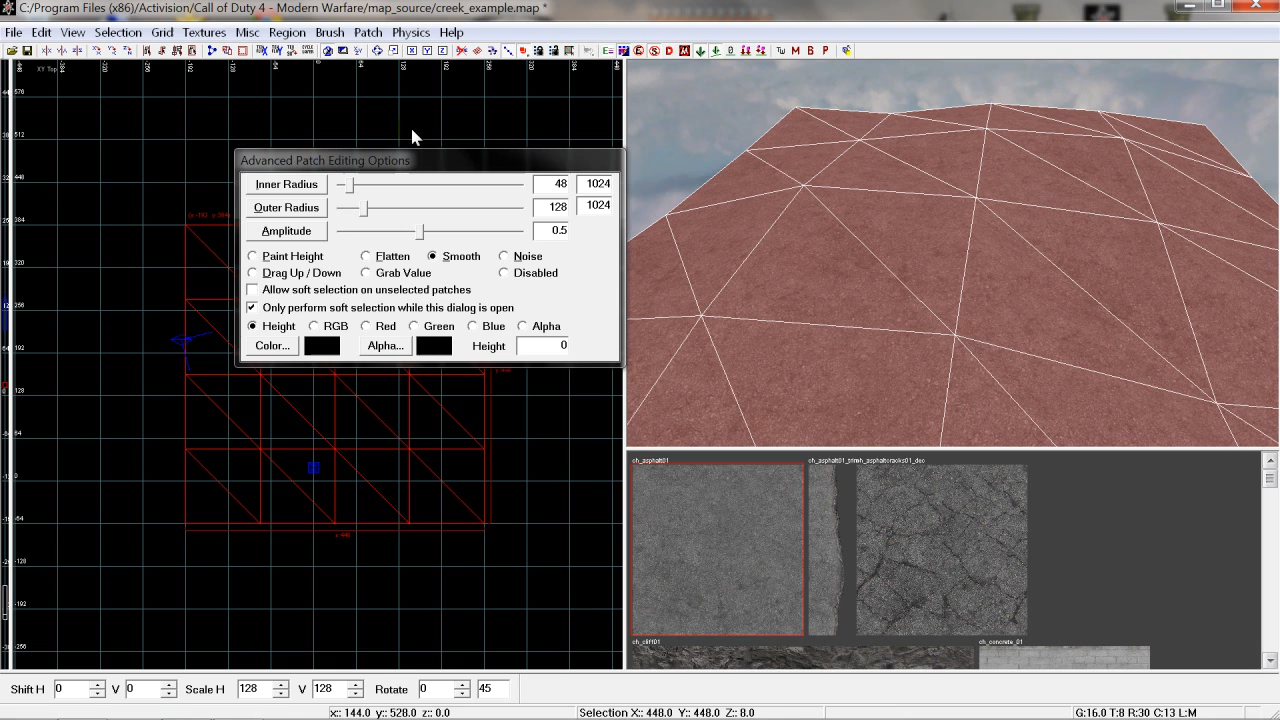 C:/Program Files (x86)/Activision/Call of Duty 4 - Modern Warfare/map_source/creek_example.map *
File Edit View Selection Grid Textures Misc Region Brush Patch Physics Help
XY Top
Advanced Patch Editing Options
Inner Radius 48 1024
Outer Radius 128 1024
Amplitude 0.5
Paint Height Flatten Smooth Noise
Drag Up / Down Grab Value Disabled
Allow soft selection on unselected patches
Only perform soft selection while this dialog is open
Height RGB Red Green Blue Alpha
Color... Alpha... Height 0
ch_asphalt01
ch_cliff01 ch_concrete_01
Shift H 0 V 0 Scale H 128 V 128 Rotate 0 45
x:: 144.0 y:: 528.0 z:: 0.0 Selection X:: 448.0 Y:: 448.0 Z:: 8.0 G:16.0 T:8 R:30 C:13 L:M